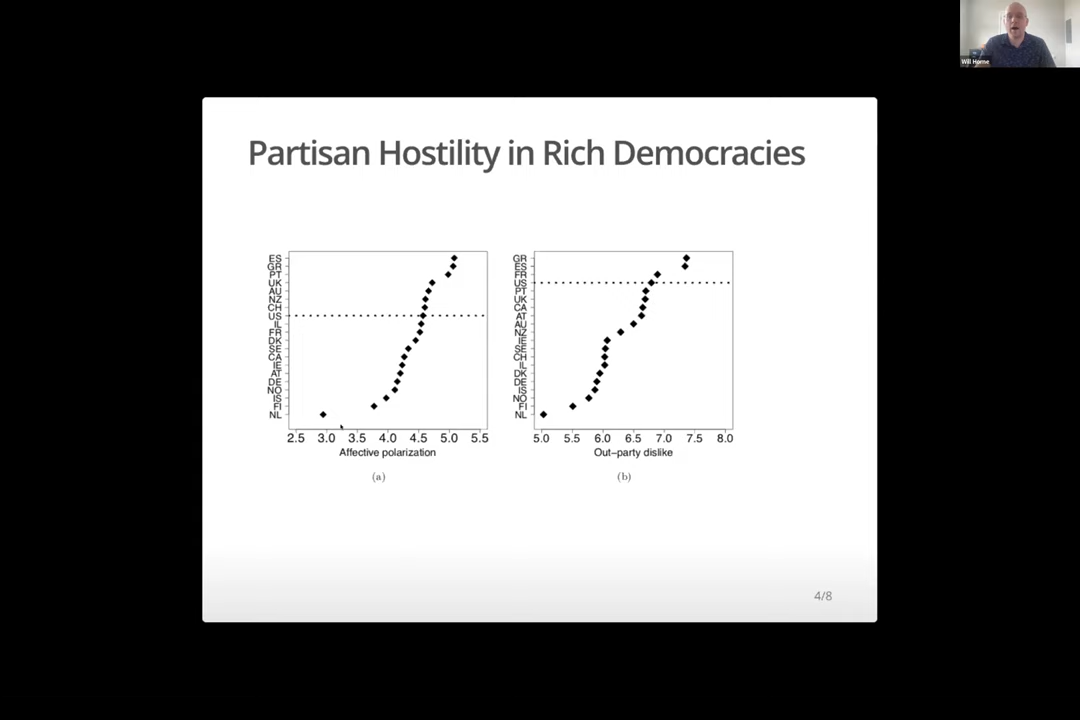 Will Horne
Partisan Hostility in Rich Democracies
ES
GR
PT
UK
AU
NZ
CH
US
IL
FR
DK
SE
CA
IE
AT
DE
NO
IS
FI
NL
2.5 3.0 3.5 4.0 4.5 5.0 5.5
Affective polarization
(a)
GR
ES
FR
US
PT
UK
CA
AT
AU
NZ
IE
SE
CH
IL
DK
DE
IS
NO
FI
NL
5.0 5.5 6.0 6.5 7.0 7.5 8.0
Out-party dislike
(b)
4/8